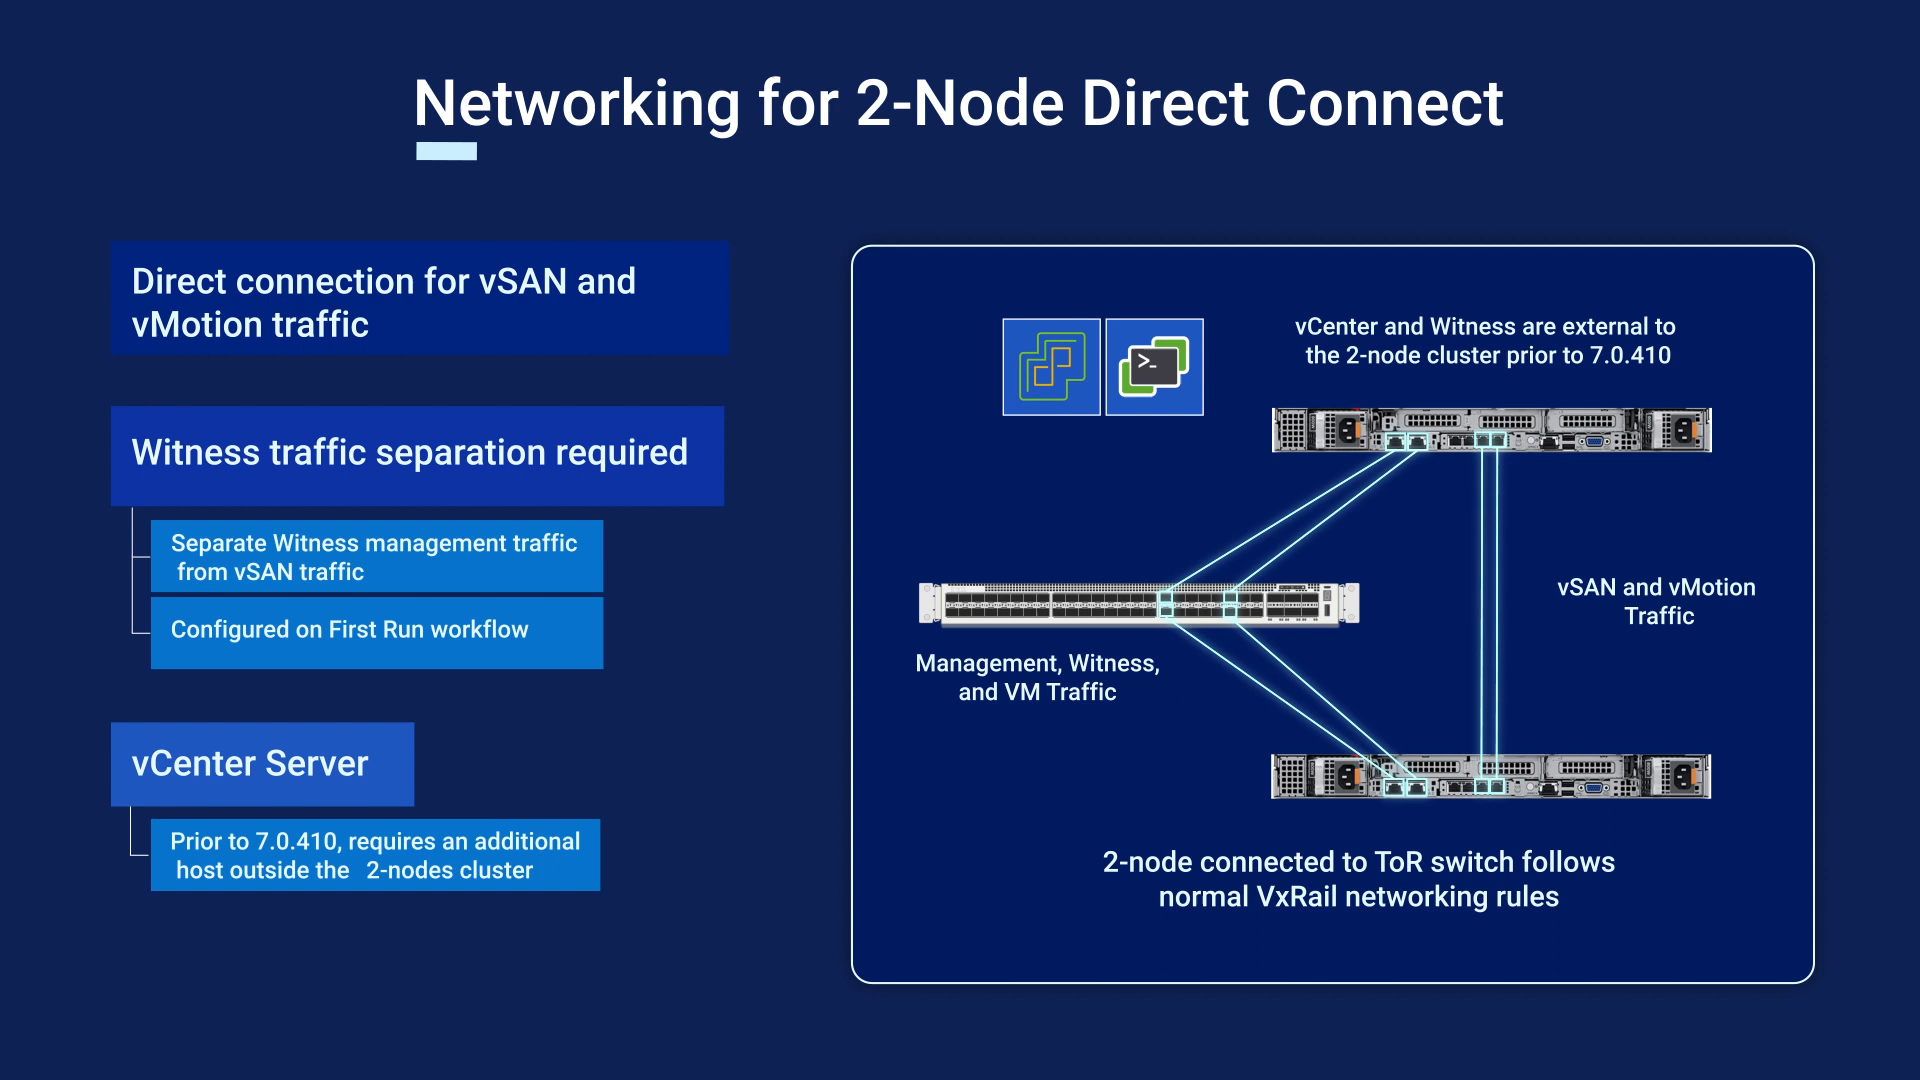 Networking for 2-Node Direct Connect
Direct connection for vSAN and
vMotion traffic
Witness traffic separation required
Separate Witness management traffic
from vSAN traffic
Configured on First Run workflow
vCenter Server
Prior to 7.0.410, requires an additional
host outside the 2-nodes cluster
>_
vCenter and Witness are external to
the 2-node cluster prior to 7.0.410
vSAN and vMotion
Traffic
Management, Witness,
and VM Traffic
2-node connected to ToR switch follows
normal VxRail networking rules